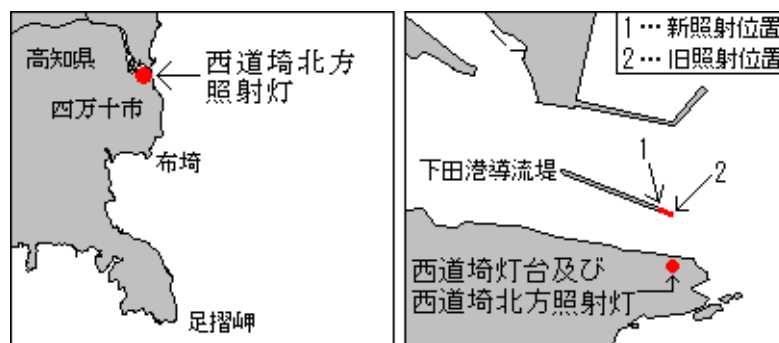 高知県
西道埼北方
照射灯
四万十市
布埼
足摺岬
1…新照射位置
2…旧照射位置
1
2
下田港導流堤
西道埼灯台及び
西道埼北方照射灯